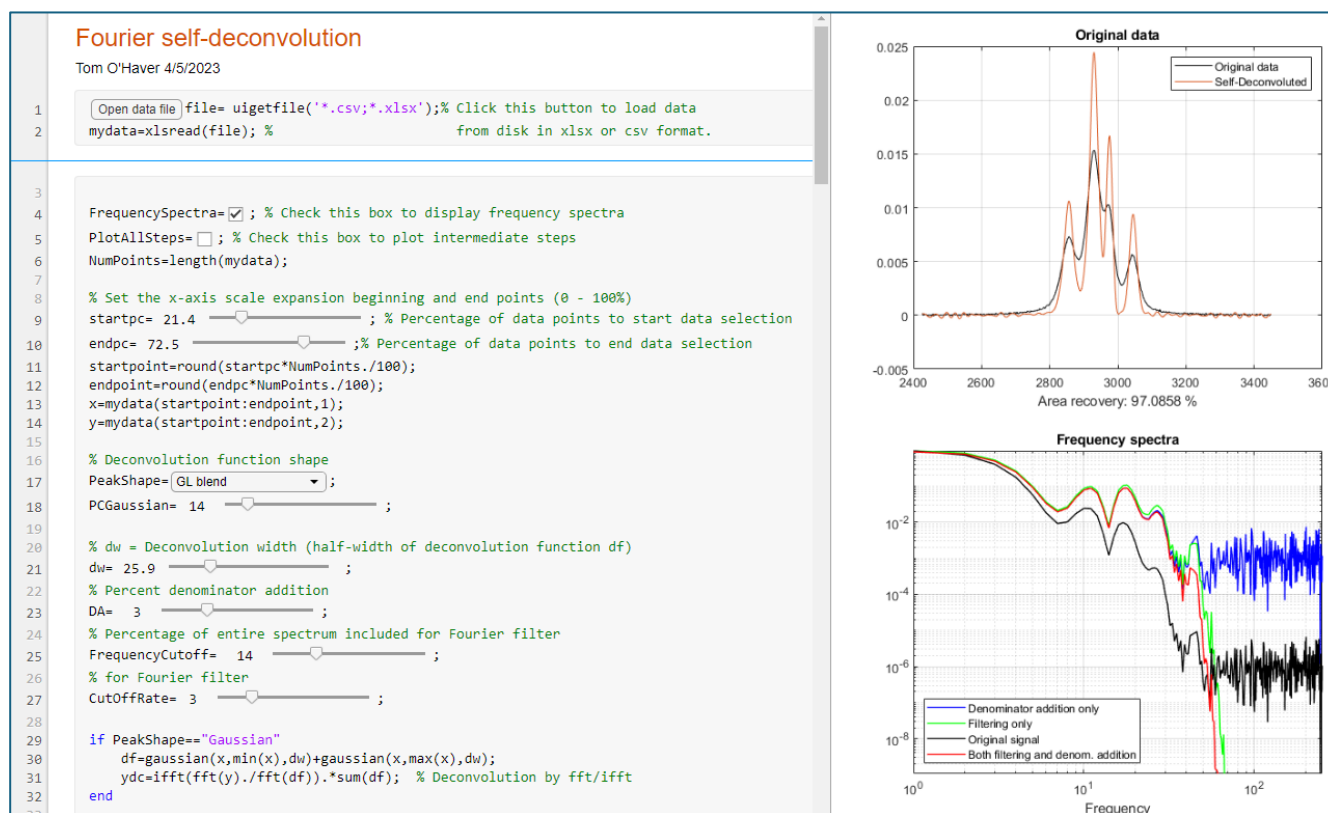 Fourier self-deconvolution
Tom O'Haver 4/5/2023
1 Open data file file= uigetfile('*.csv;*.xlsx');% Click this button to load data
2 mydata=xlsread(file); % from disk in xlsx or csv format.
3
4 FrequencySpectra= ; % Check this box to display frequency spectra
5 PlotAllSteps= ; % Check this box to plot intermediate steps
6 NumPoints=length(mydata);
7
8 % Set the x-axis scale expansion beginning and end points (0 - 100%)
9 startpc= 21.4 ; % Percentage of data points to start data selection
10 endpc= 72.5 ;% Percentage of data points to end data selection
11 startpoint=round(startpc*NumPoints./100);
12 endpoint=round(endpc*NumPoints./100);
13 x=mydata(startpoint:endpoint,1);
14 y=mydata(startpoint:endpoint,2);
15
16 % Deconvolution function shape
17 PeakShape= GL blend ;
18 PCGaussian= 14 ;
19
20 % dw = Deconvolution width (half-width of deconvolution function df)
21 dw= 25.9 ;
22 % Percent denominator addition
23 DA= 3 ;
24 % Percentage of entire spectrum included for Fourier filter
25 FrequencyCutoff= 14 ;
26 % for Fourier filter
27 CutOffRate= 3 ;
28
29 if PeakShape=="Gaussian"
30 df=gaussian(x,min(x),dw)+gaussian(x,max(x),dw);
31 ydc=ifft(fft(y)./fft(df)).*sum(df); % Deconvolution by fft/ifft
32 end
Original data
Original data
Self-Deconvoluted
0.025
0.02
0.015
0.01
0.005
0
-0.005
2400 2600 2800 3000 3200 3400 360
Area recovery: 97.0858 %
Frequency spectra
10^-2
10^-4
10^-6
10^-8
Denominator addition only
Filtering only
Original signal
Both filtering and denom. addition
10^0 10^1 10^2
Frequency